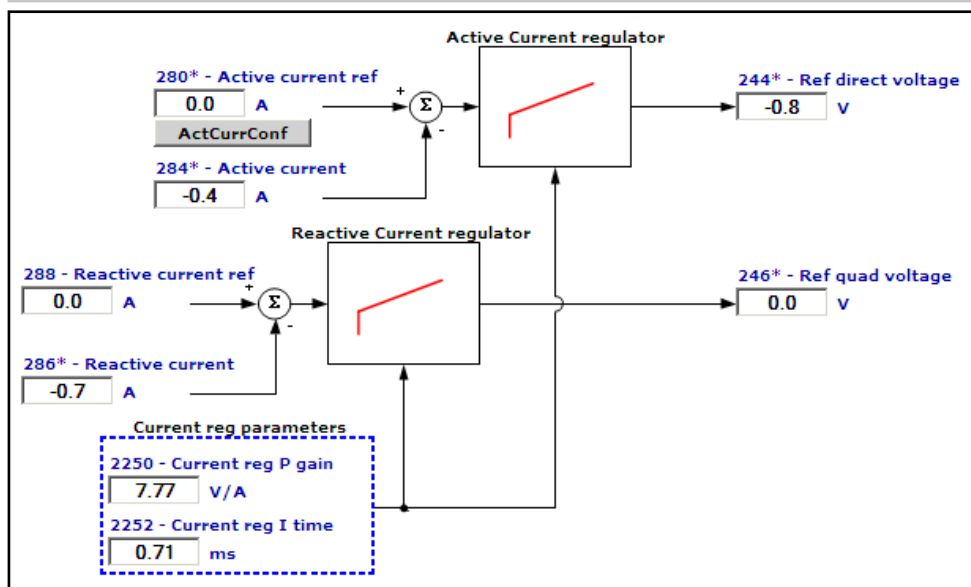 Active Current regulator
280* - Active current ref
0.0 A
ActCurrConf
+
Σ
-
244* - Ref direct voltage
-0.8 V
284* - Active current
-0.4 A
Reactive Current regulator
288 - Reactive current ref
0.0 A
+
Σ
-
246* - Ref quad voltage
0.0 V
286* - Reactive current
-0.7 A
Current reg parameters
2250 - Current reg P gain
7.77 V/A
2252 - Current reg I time
0.71 ms